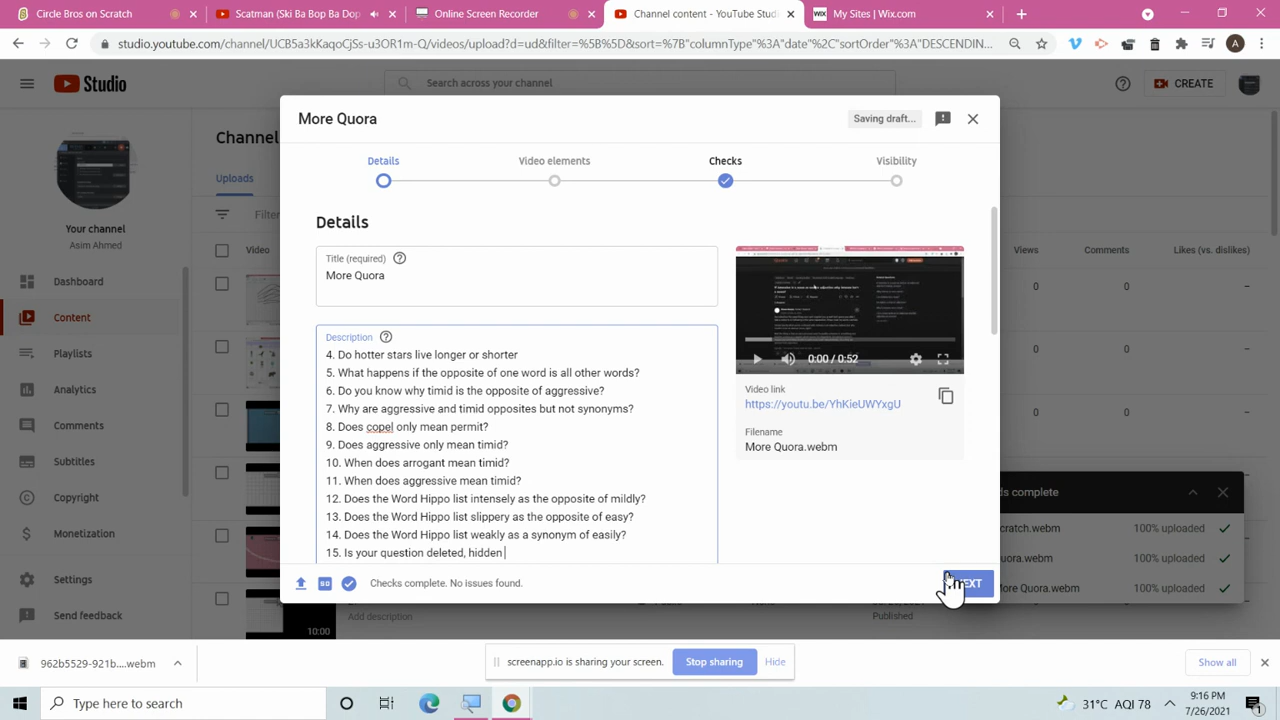 Circle Bros on Scratch
Scatman (Ski Ba Bop Ba Dop
Online Screen Recorder
Channel content - YouTube Studio
My Sites | Wix.com
studio.youtube.com/channel/UCB5a3kKaqoCjSs-u3OR1m-Q/videos/upload?d=ud&filter=%5B%5D&sort=%7B"columnType"%3A"date"%2C"sortOrder"%3A"DESCENDIN...
A
Studio
Search across your channel
CREATE
Your channel
Asim Ahmed
Dashboard
Content
Playlists
Analytics
Comments
Subtitles
Copyright
Monetization
Settings
Send feedback
Channel
Uploads
Filter
Video
Views
Comments
Likes (vs. dislikes)
More Quora
Saving draft...
Details
Video elements
Checks
Visibility
Details
Title (required)
More Quora
Description
4. Do hotter stars live longer or shorter
5. What happens if the opposite of one word is all other words?
6. Do you know why timid is the opposite of aggressive?
7. Why are aggressive and timid opposites but not synonyms?
8. Does copel only mean permit?
9. Does aggressive only mean timid?
10. When does arrogant mean timid?
11. When does aggressive mean timid?
12. Does the Word Hippo list intensely as the opposite of mildly?
13. Does the Word Hippo list slippery as the opposite of easy?
14. Does the Word Hippo list weakly as a synonym of easily?
15. Is your question deleted, hidden
0:00 / 0:52
Video link
https://youtu.be/YhKieUWYxgU
Filename
More Quora.webm
SD
Checks complete. No issues found.
NEXT
ds complete
cratch.webm
100% uploaded
bora.webm
100% uploaded
More Quora.webm
100% uploaded
10:00
Add description
Published
962b5529-921b....webm
screenapp.io is sharing your screen.
Stop sharing
Hide
Show all
Type here to search
31°C AQI 78
9:16 PM
7/26/2021
1